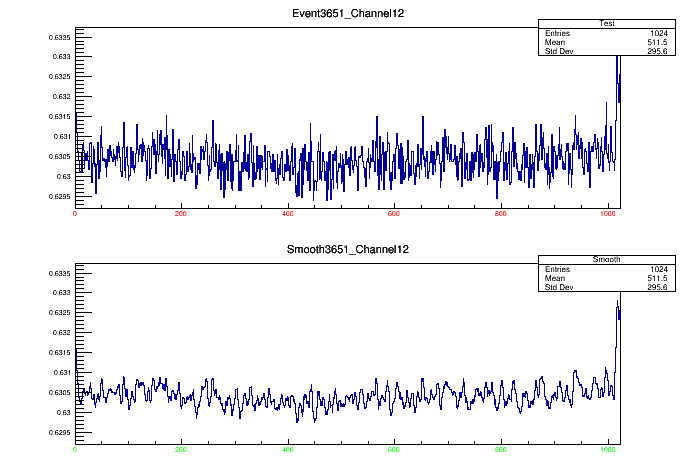 Event3651_Channel12
Test
Entries 1024
Mean 511.5
Std Dev 295.6
0.6335
0.633
0.6325
0.632
0.6315
0.631
0.6305
0.63
0.6295
0 200 400 600 800 1000
Smooth3651_Channel12
Smooth
Entries 1024
Mean 511.5
Std Dev 295.6
0.6335
0.633
0.6325
0.632
0.6315
0.631
0.6305
0.63
0.6295
0 200 400 600 800 1000